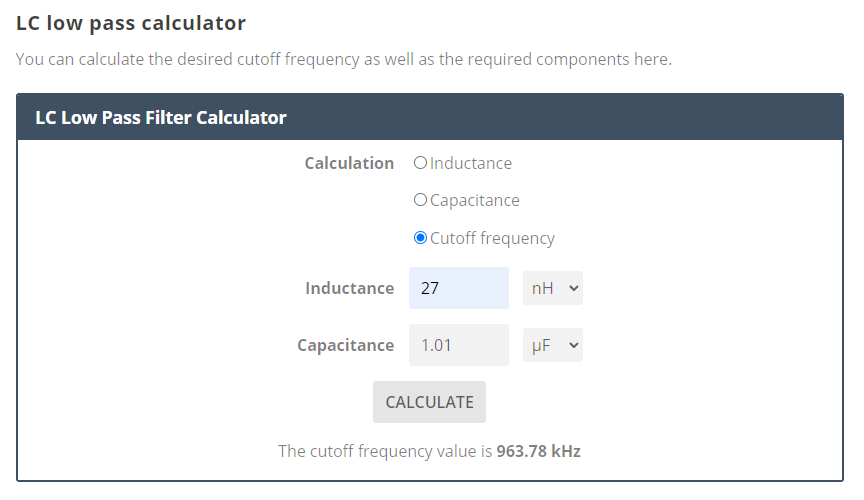 LC low pass calculator
You can calculate the desired cutoff frequency as well as the required components here.
LC Low Pass Filter Calculator
Calculation Inductance
Capacitance
Cutoff frequency
Inductance 27 nH
Capacitance 1.01 µF
CALCULATE
The cutoff frequency value is 963.78 kHz